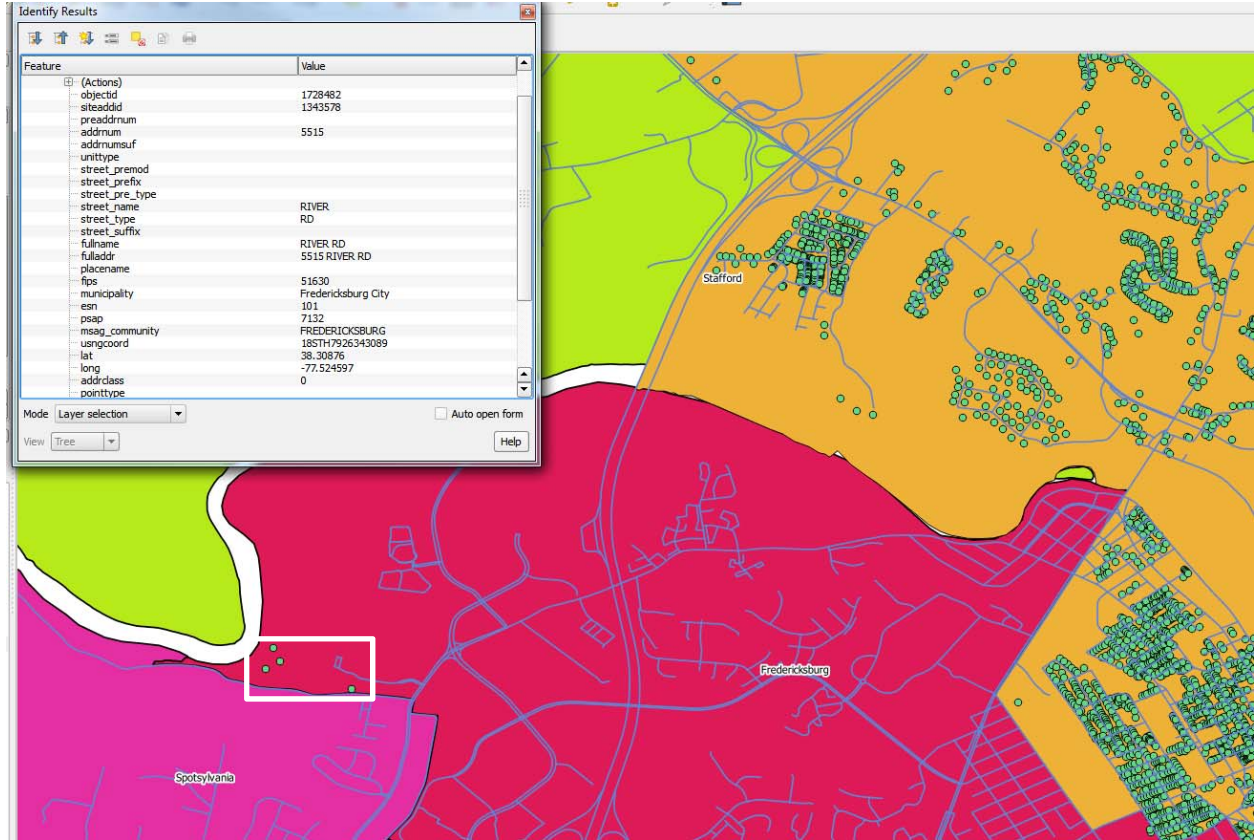 Identify Results
Feature Value
(Actions)
objectid 1728482
siteaddid 1343578
preaddrnum
addrnum 5515
addrnumsuf
unittype
street_premod
street_prefix
street_pre_type
street_name RIVER
street_type RD
street_suffix
fullname RIVER RD
fulladdr 5515 RIVER RD
placename
fips 51630
municipality Fredericksburg City
esn 101
psap 7132
msag_community FREDERICKSBURG
usngcoord 18STH7926343089
lat 38.30876
long -77.524597
addrclass 0
pointtype
Mode Layer selection Auto open form
View Tree Help
Stafford
Fredericksburg
Spotsylvania